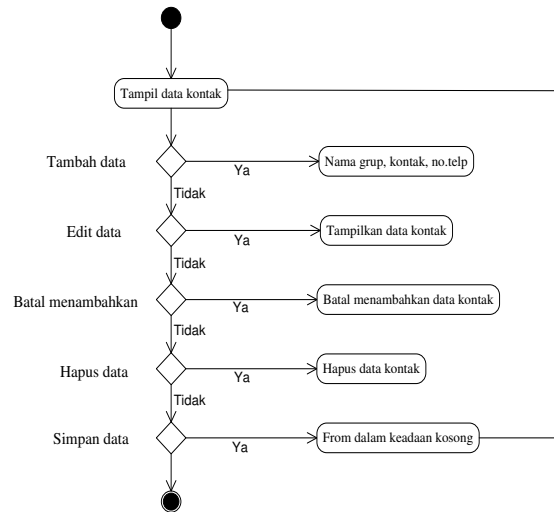 Tampil data kontak
Tambah data
Ya
Nama grup, kontak, no.telp
Tidak
Edit data
Ya
Tampilkan data kontak
Tidak
Batal menambahkan
Ya
Batal menambahkan data kontak
Tidak
Hapus data
Ya
Hapus data kontak
Tidak
Simpan data
Ya
From dalam keadaan kosong